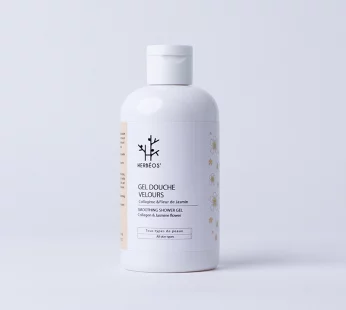 HERBÉOS'
GEL DOUCHE
VELOURS
Collagène & Fleur de Jasmin
SMOOTHING SHOWER GEL
Collagen & Jasmine flower
Tous types de peaux
All skin types